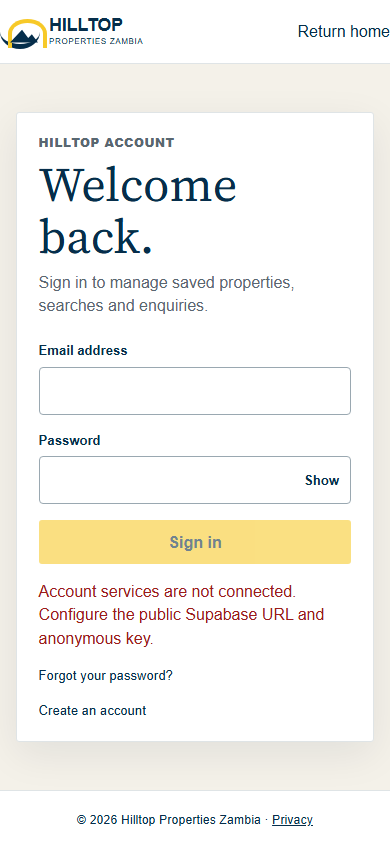 HILLTOP
PROPERTIES ZAMBIA
Return home
HILLTOP ACCOUNT
Welcome
back.
Sign in to manage saved properties,
searches and enquiries.
Email address
Password
Show
Sign in
Account services are not connected.
Configure the public Supabase URL and
anonymous key.
Forgot your password?
Create an account
© 2026 Hilltop Properties Zambia · Privacy